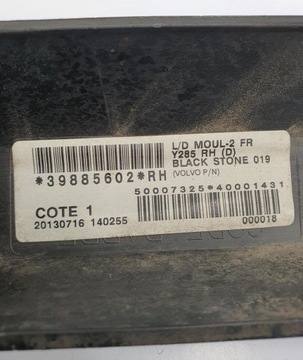 L/D MOUL-2 FR
Y285 RH (D)
BLACK STONE 019
*39885602*RH
(VOLVO P/N)
50007325*40001431
COTE 1
20130716 140255
000018